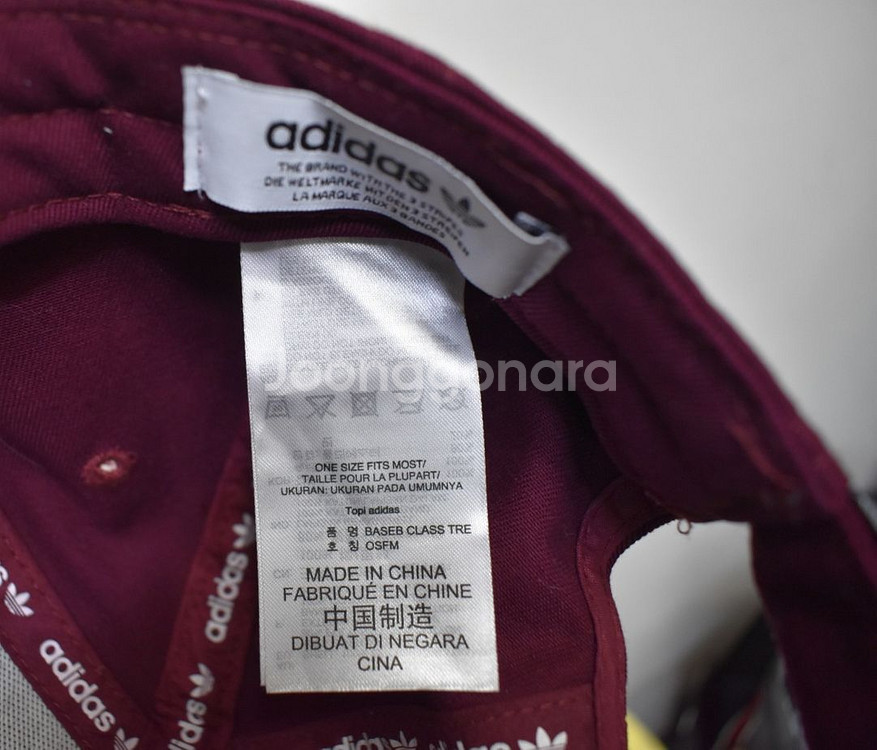 adidas
THE BRAND WITH THE 3 STRIPES
DIE WELTMARKE MIT DEN 3 STREIFEN
LA MARQUE AUX 3 BANDES
Joonggonara
ONE SIZE FITS MOST/
TAILLE POUR LA PLUPART/
UKURAN: UKURAN PADA UMUMNYA
Topi adidas
품 명 BASEB CLASS TRE
호 칭 OSFM
MADE IN CHINA
FABRIQUÉ EN CHINE
中国制造
DIBUAT DI NEGARA
CINA
adidas
adidas
adidas
adidas